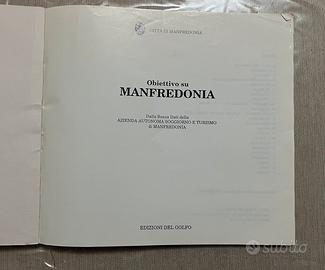 CITTÀ DI MANFREDONIA
Obiettivo su
MANFREDONIA
Dalla Banca Dati della
AZIENDA AUTONOMA SOGGIORNO E TURISMO
di MANFREDONIA
EDIZIONI DEL GOLFO
subito